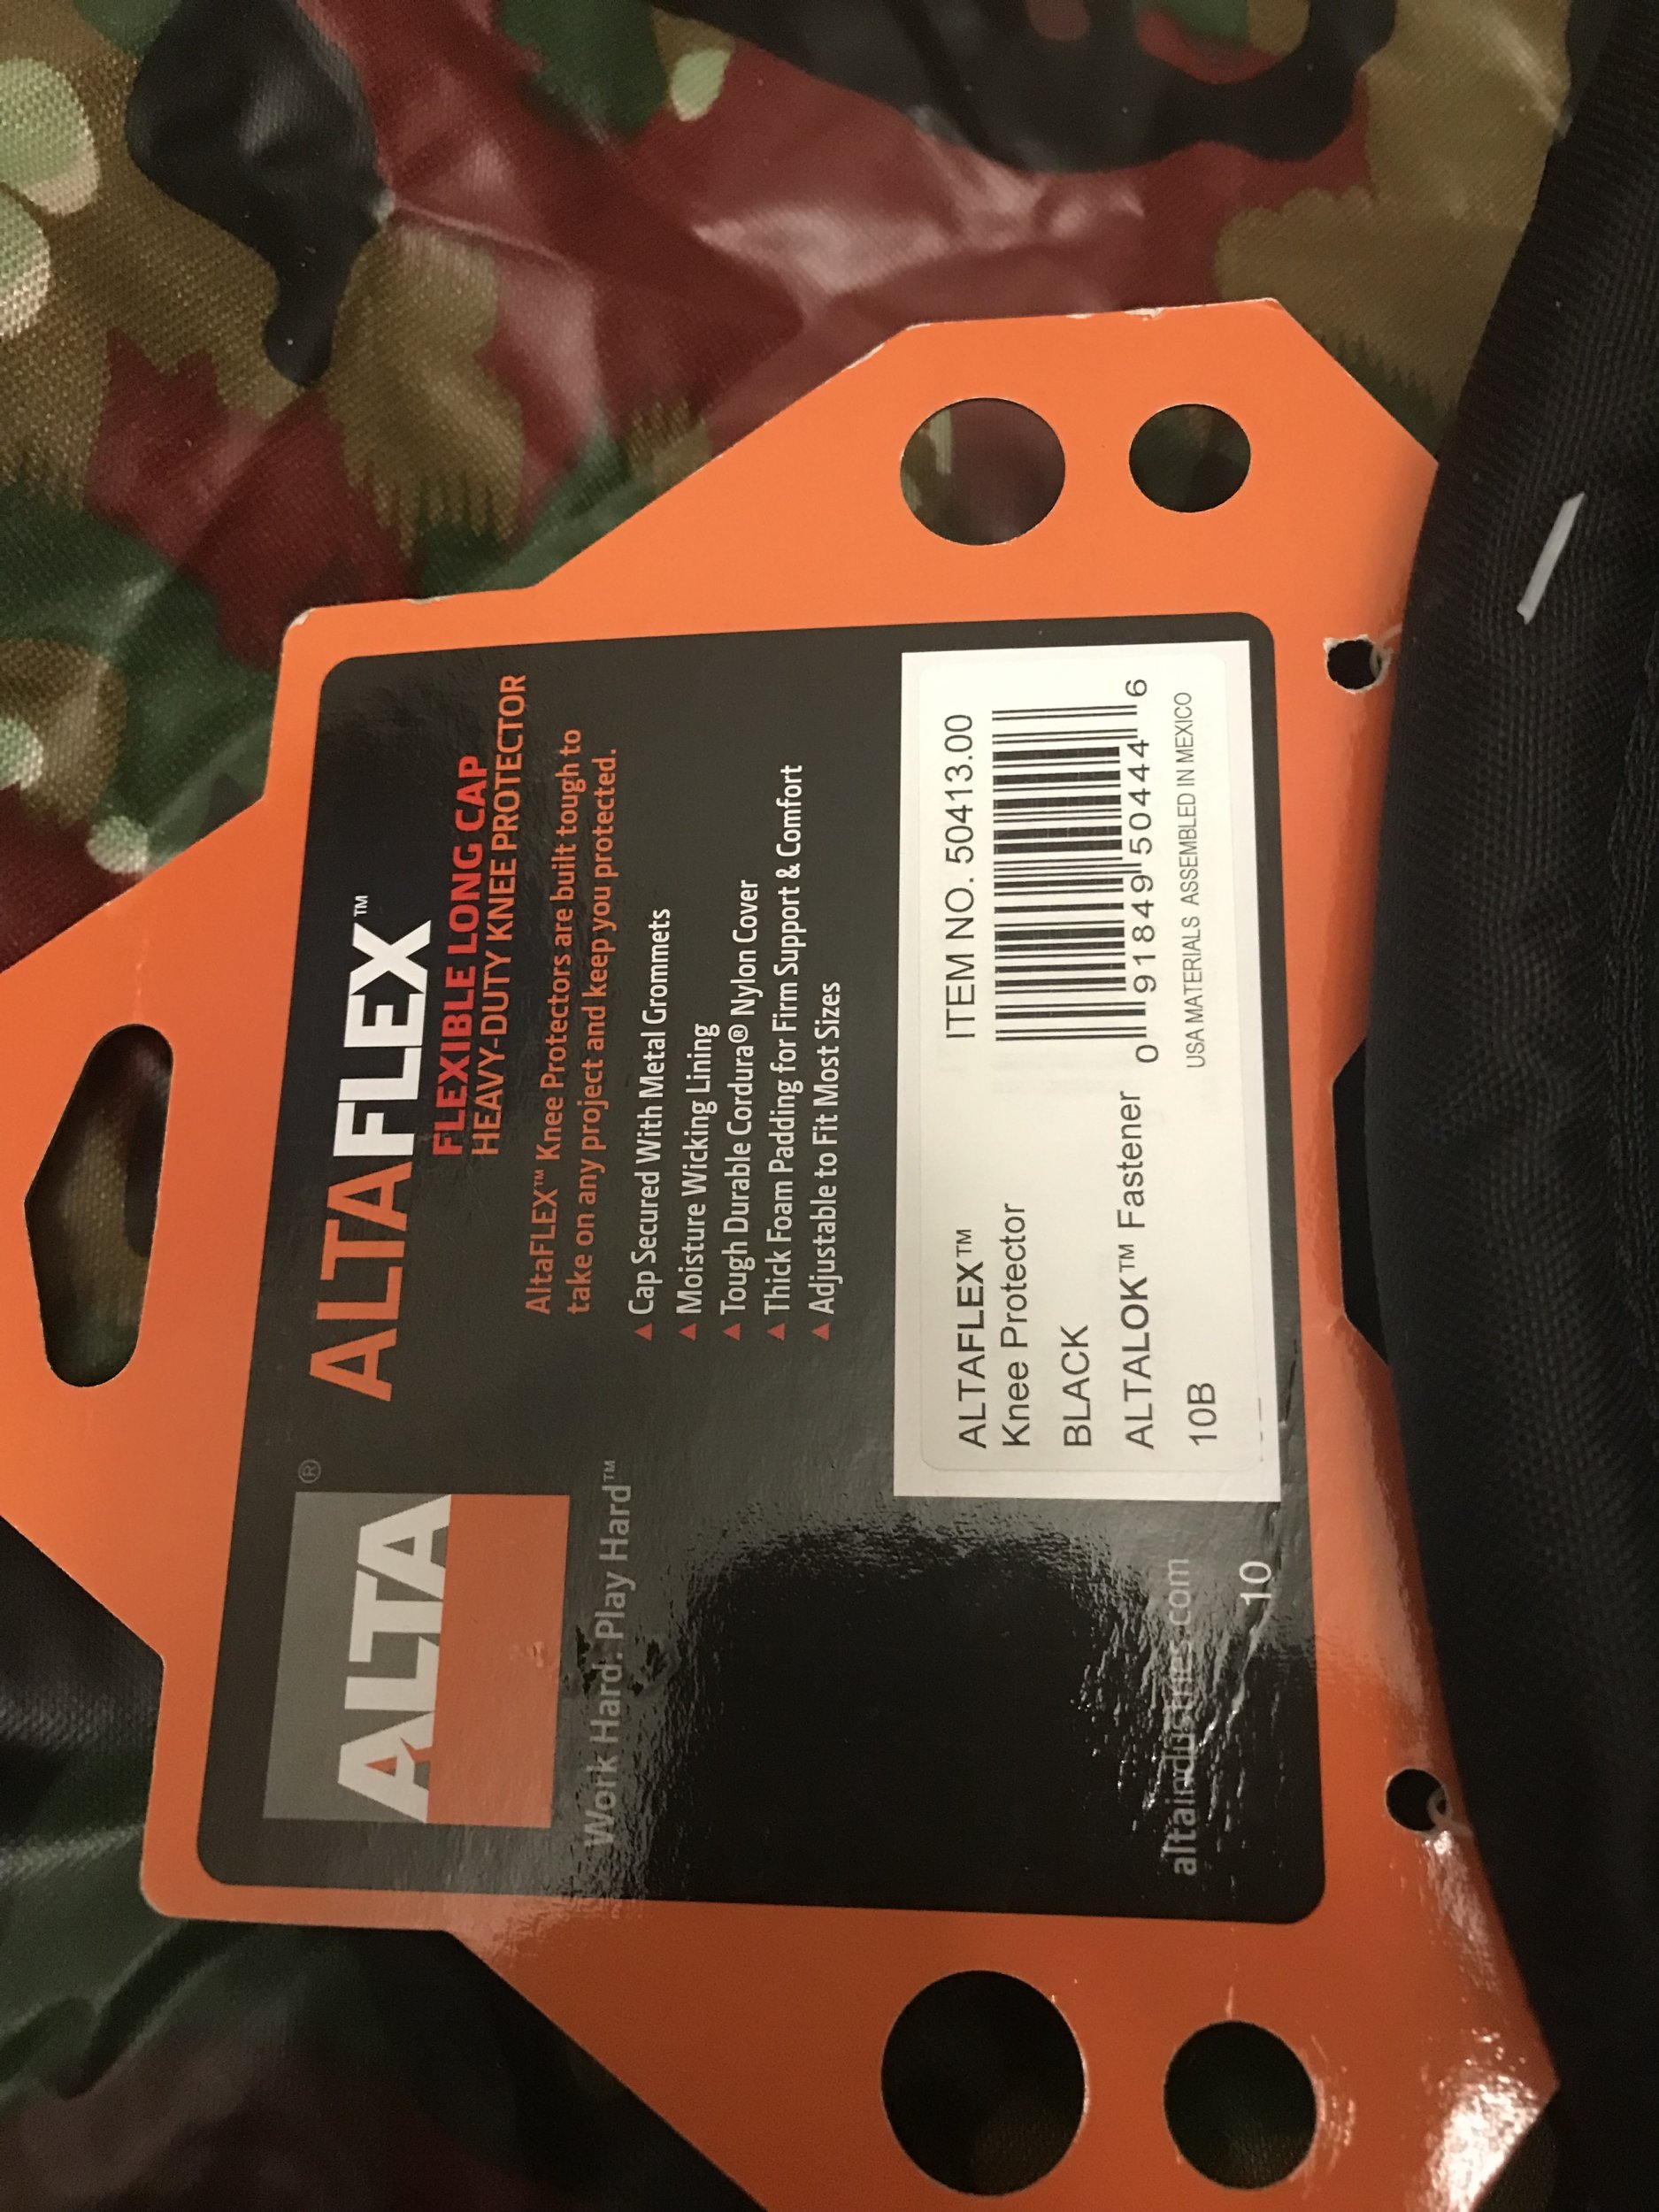 ALTA®
Work Hard. Play Hard™
altaindustries.com
10
ALTAFLEX™
FLEXIBLE LONG CAP
HEAVY-DUTY KNEE PROTECTOR
AltaFLEX™ Knee Protectors are built tough to
take on any project and keep you protected.
Cap Secured With Metal Grommets
Moisture Wicking Lining
Tough Durable Cordura® Nylon Cover
Thick Foam Padding for Firm Support & Comfort
Adjustable to Fit Most Sizes
ALTAFLEX™
Knee Protector
BLACK
ALTALOK™ Fastener
10B
ITEM NO. 50413.00
0 91849 50444 6
USA MATERIALS ASSEMBLED IN MEXICO